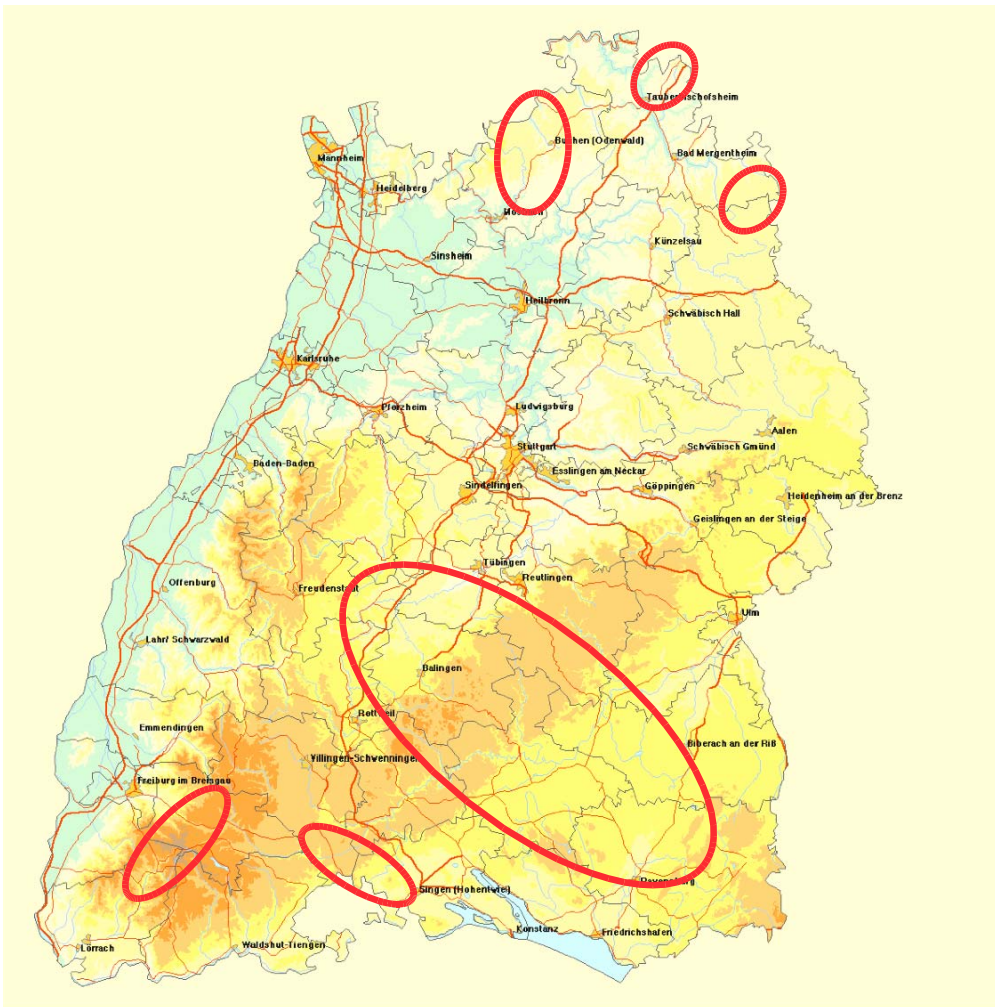 Tauberbischofsheim
Buchen (Odenwald)
Bad Mergentheim
Mannheim
Heidelberg
Künzelsau
Sinsheim
Heilbronn
Schwäbisch Hall
Karlsruhe
Pforzheim
Ludwigsburg
Aalen
Stuttgart
Schwäbisch Gmünd
Baden-Baden
Esslingen am Neckar
Sindelfingen
Göppingen
Heidenheim an der Brenz
Geislingen an der Steige
Tübingen
Reutlingen
Offenburg
Freudenstadt
Ulm
Lahr/ Schwarzwald
Balingen
Rottweil
Emmendingen
Biberach an der Riß
Villingen-Schwenningen
Freiburg im Breisgau
Ravensburg
Singen (Hohentwiel)
Konstanz
Friedrichshafen
Lörrach
Waldshut-Tiengen